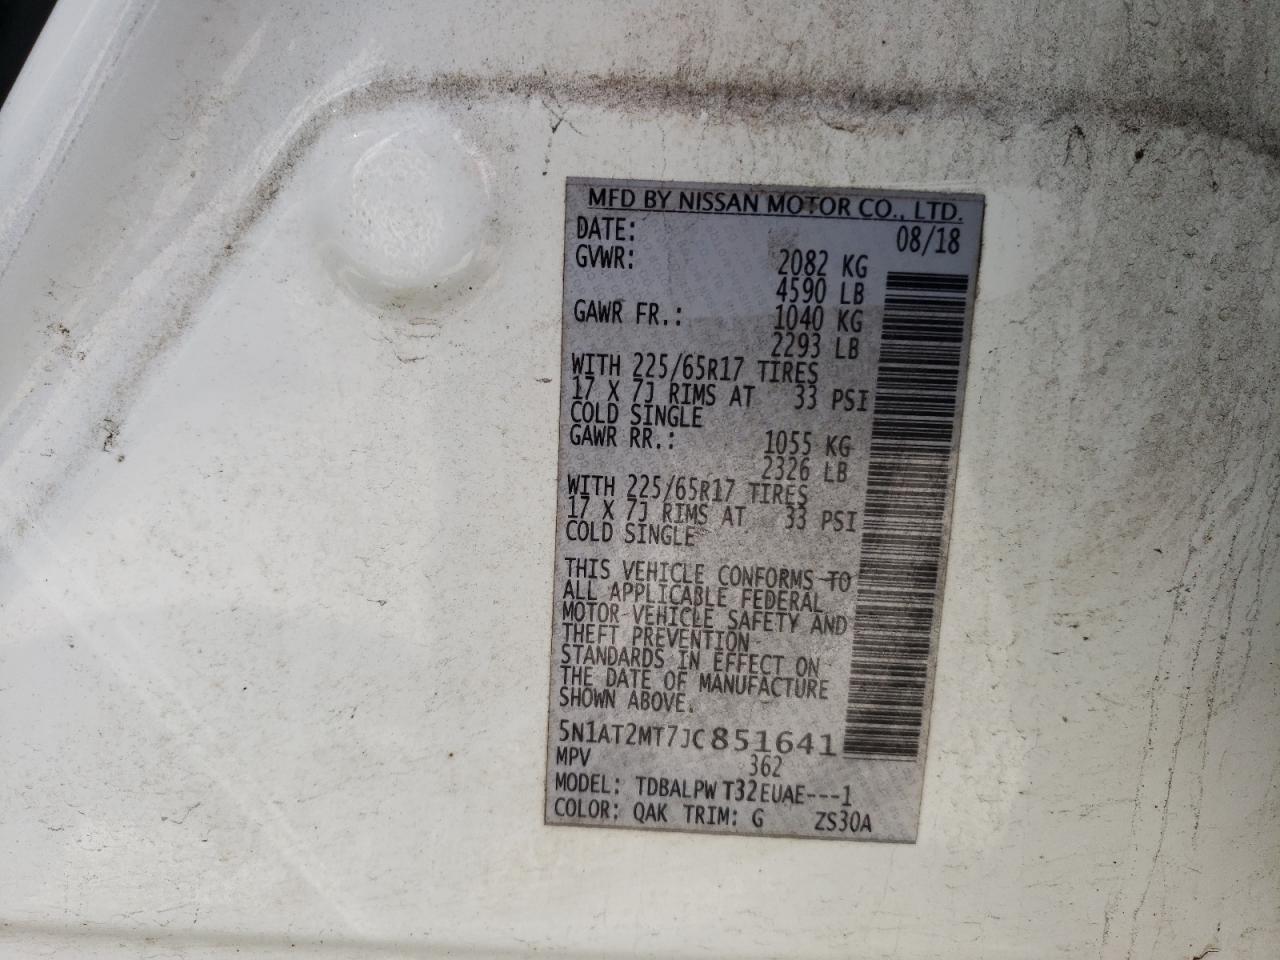 MFD BY NISSAN MOTOR CO., LTD.
DATE: 08/18
GVWR: 2082 KG
4590 LB
GAWR FR.: 1040 KG
2293 LB
WITH 225/65R17 TIRES
17 X 7J RIMS AT 33 PSI
COLD SINGLE
GAWR RR.: 1055 KG
2326 LB
WITH 225/65R17 TIRES
17 X 7J RIMS AT 33 PSI
COLD SINGLE
THIS VEHICLE CONFORMS TO
ALL APPLICABLE FEDERAL
MOTOR VEHICLE SAFETY AND
THEFT PREVENTION
STANDARDS IN EFFECT ON
THE DATE OF MANUFACTURE
SHOWN ABOVE.
5N1AT2MT7JC851641
MPV 362
MODEL: TDBALPW T32EUAE---1
COLOR: QAK TRIM: G ZS30A